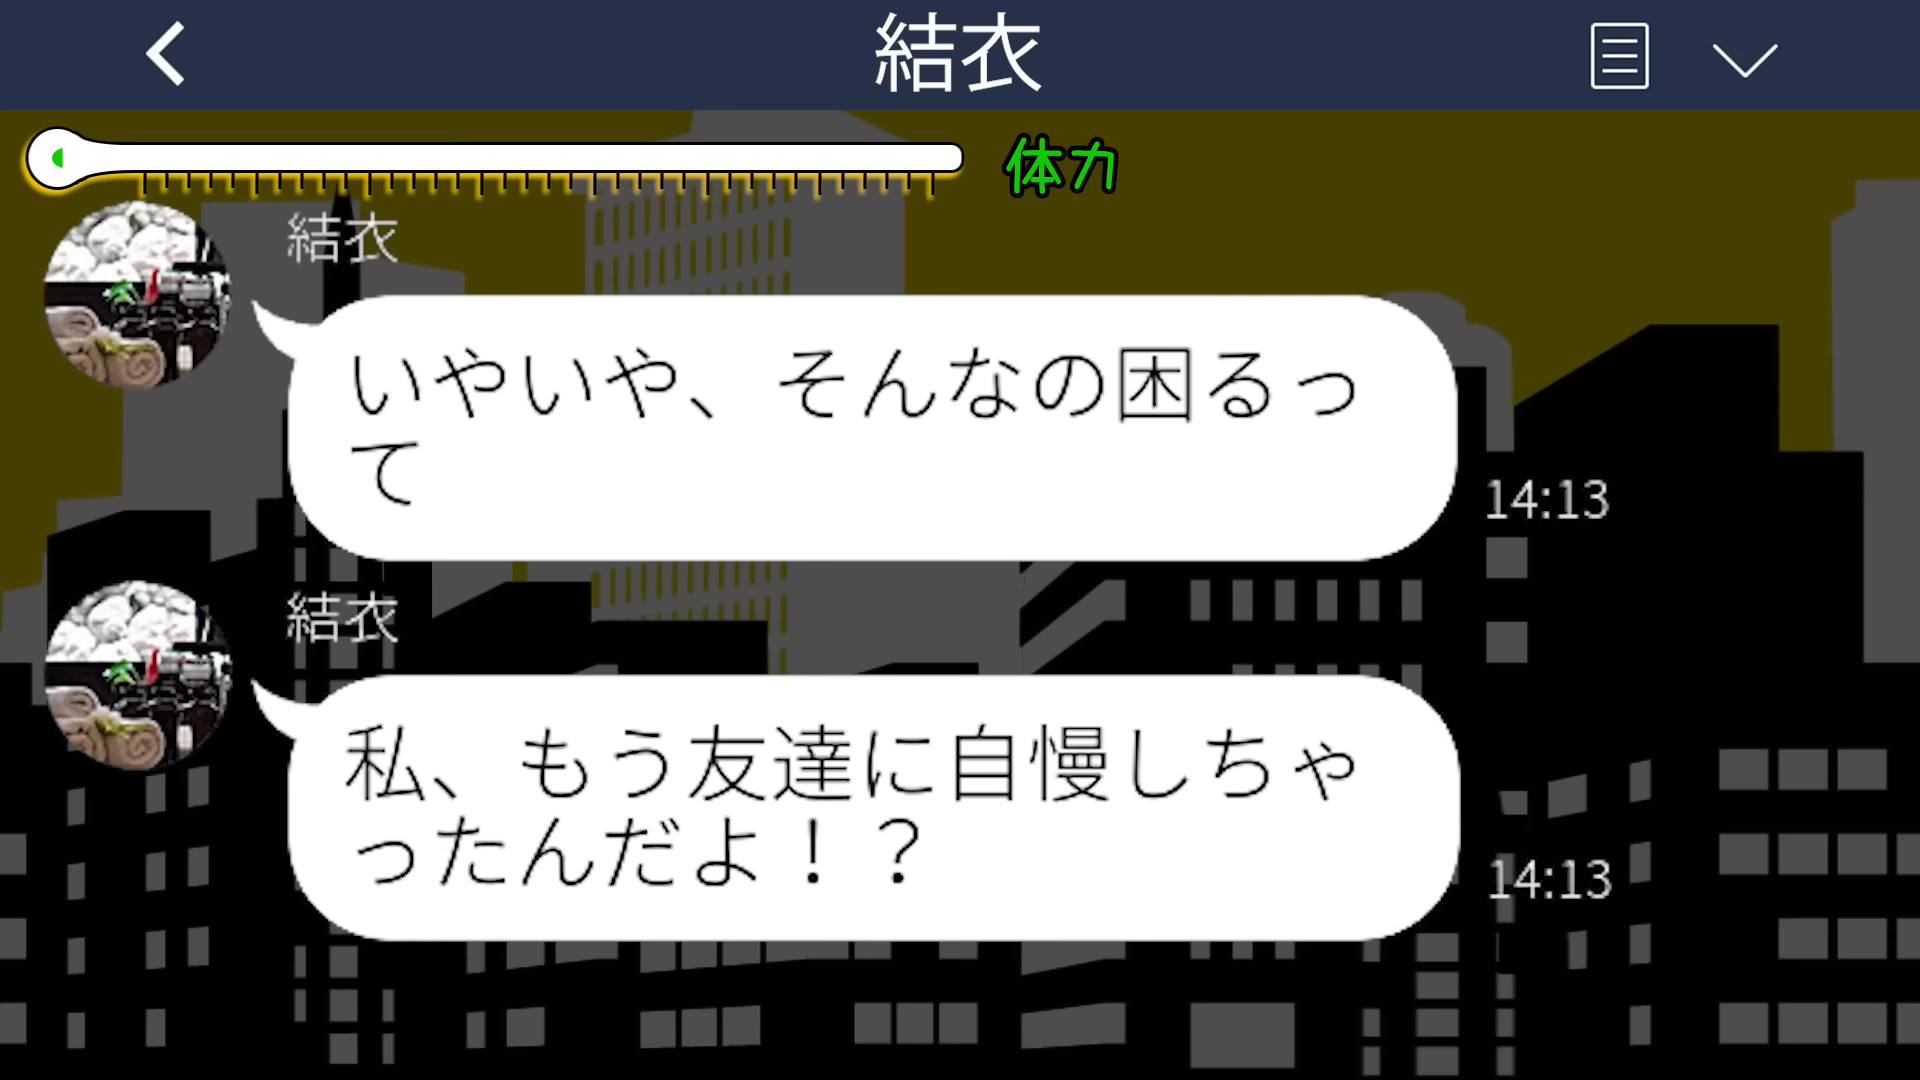 結衣
体力
結衣
いやいや、そんなの困るっ
て
14:13
結衣
私、もう友達に自慢しちゃ
ったんだよ！？
14:13